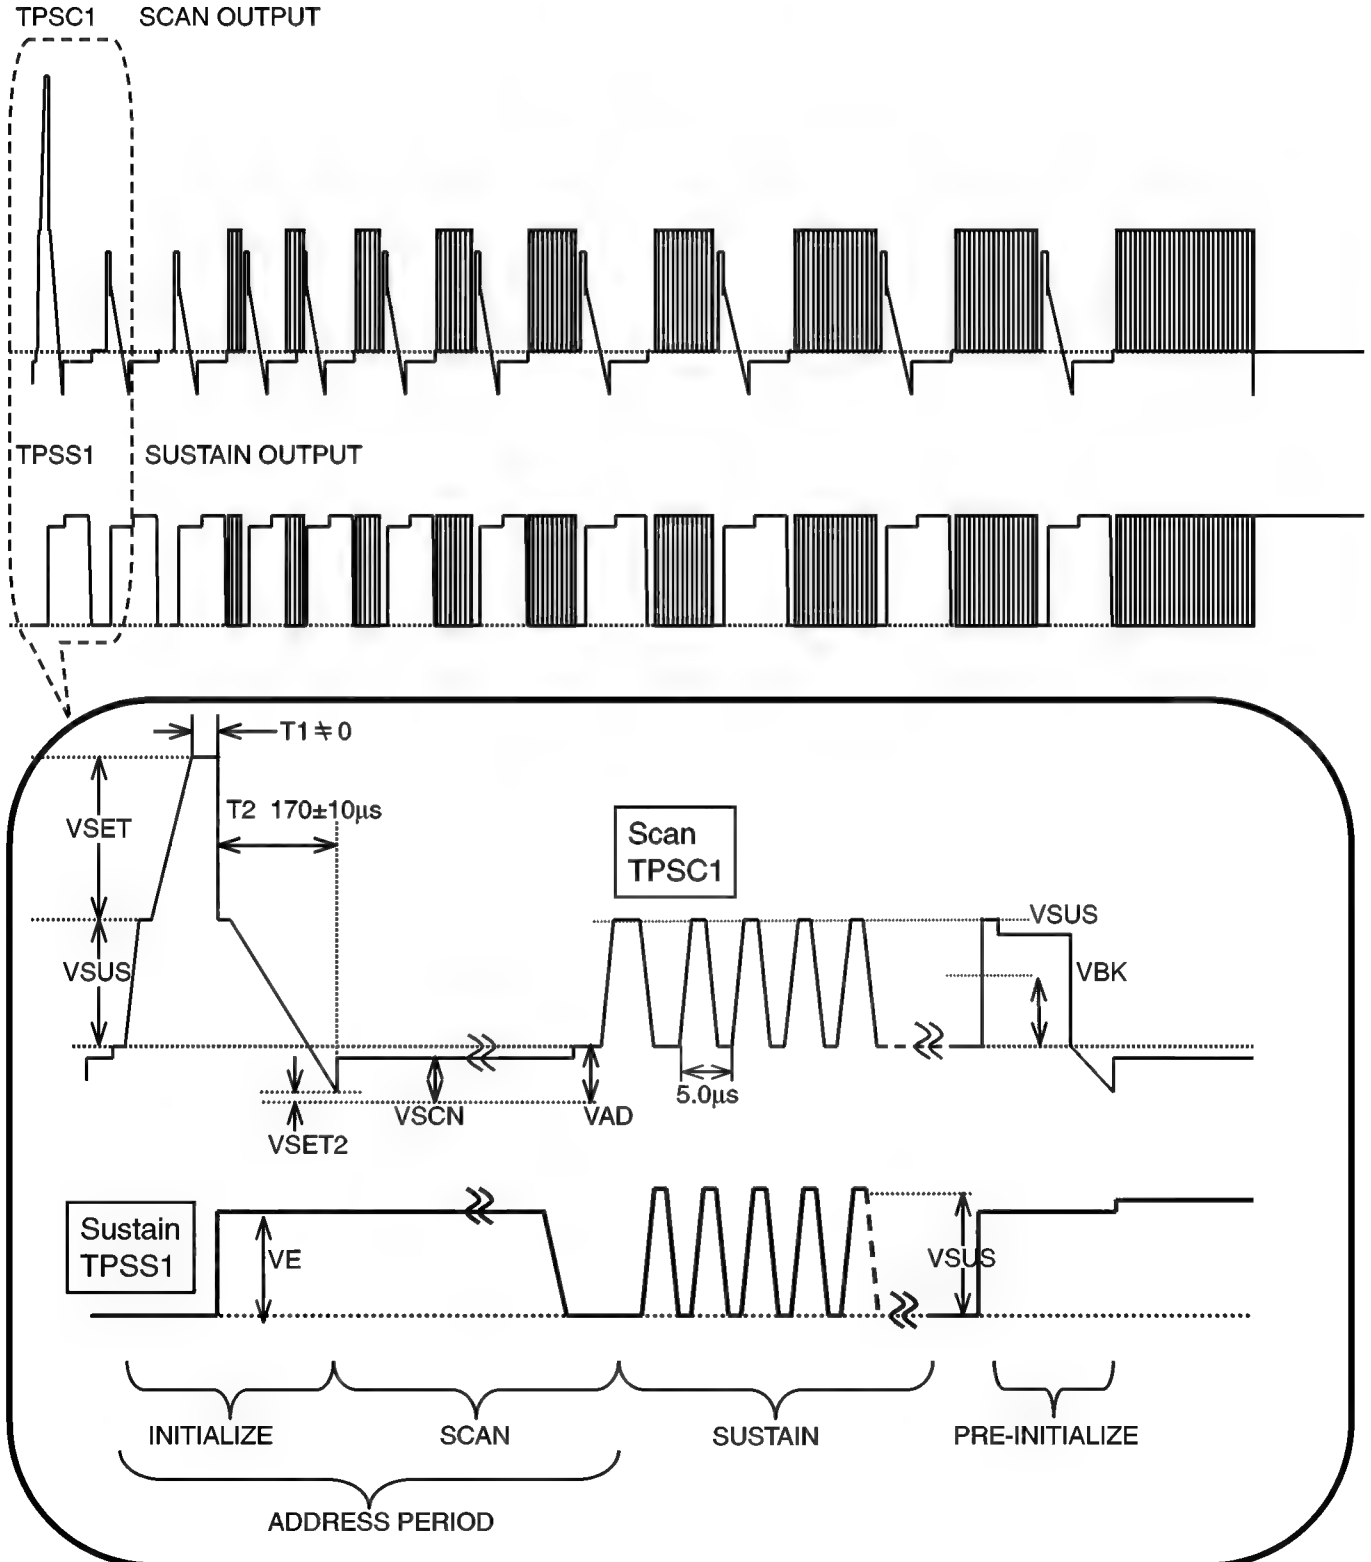 TPSC1 SCAN OUTPUT
TPSS1 SUSTAIN OUTPUT
T1≒0
T2 170±10μs
VSET
Scan
TPSC1
VSUS
VSUS
VBK
5.0μs
VSCN
VAD
VSET2
Sustain
TPSS1
VE
VSUS
INITIALIZE
SCAN
SUSTAIN
PRE-INITIALIZE
ADDRESS PERIOD